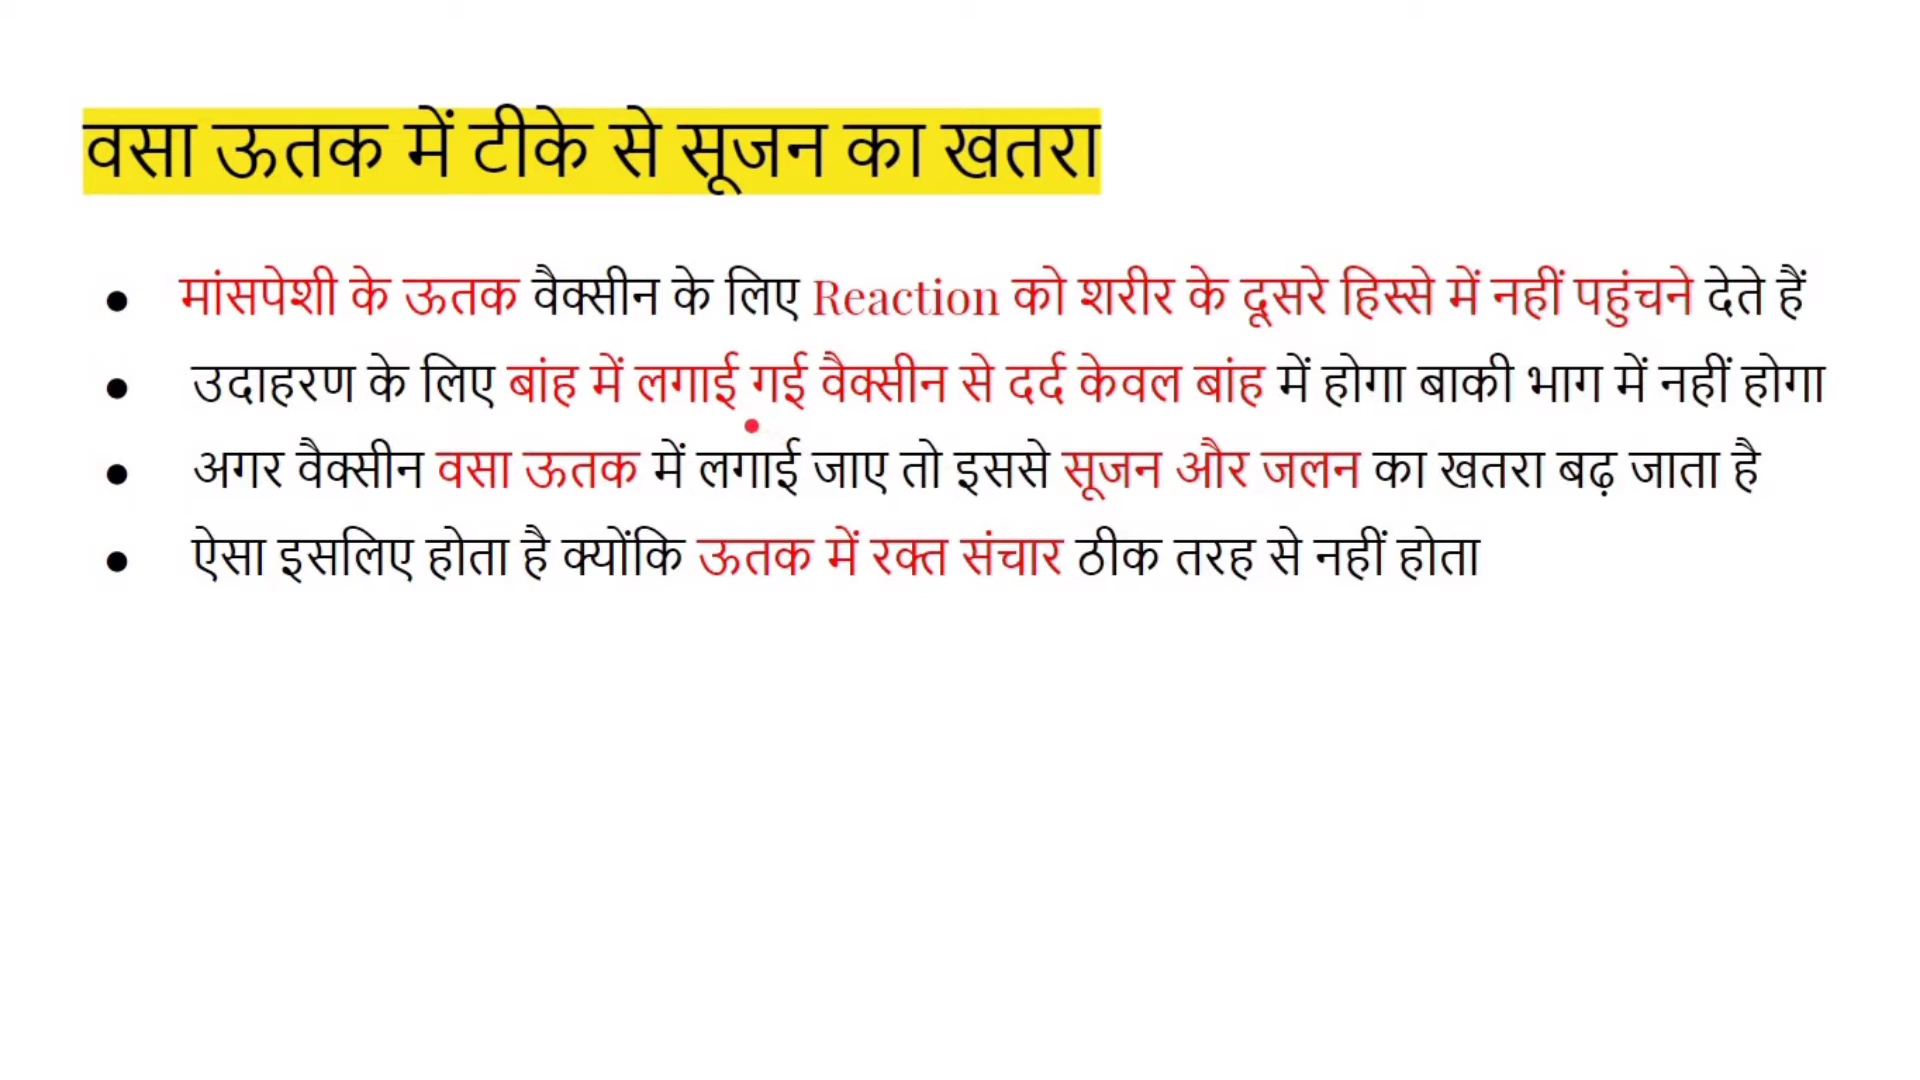 वसा ऊतक में टीके से सूजन का खतरा
● मांसपेशी के ऊतक वैक्सीन के लिए Reaction को शरीर के दूसरे हिस्से में नहीं पहुंचने देते हैं
● उदाहरण के लिए बांह में लगाई गई वैक्सीन से दर्द केवल बांह में होगा बाकी भाग में नहीं होगा
● अगर वैक्सीन वसा ऊतक में लगाई जाए तो इससे सूजन और जलन का खतरा बढ़ जाता है
● ऐसा इसलिए होता है क्योंकि ऊतक में रक्त संचार ठीक तरह से नहीं होता